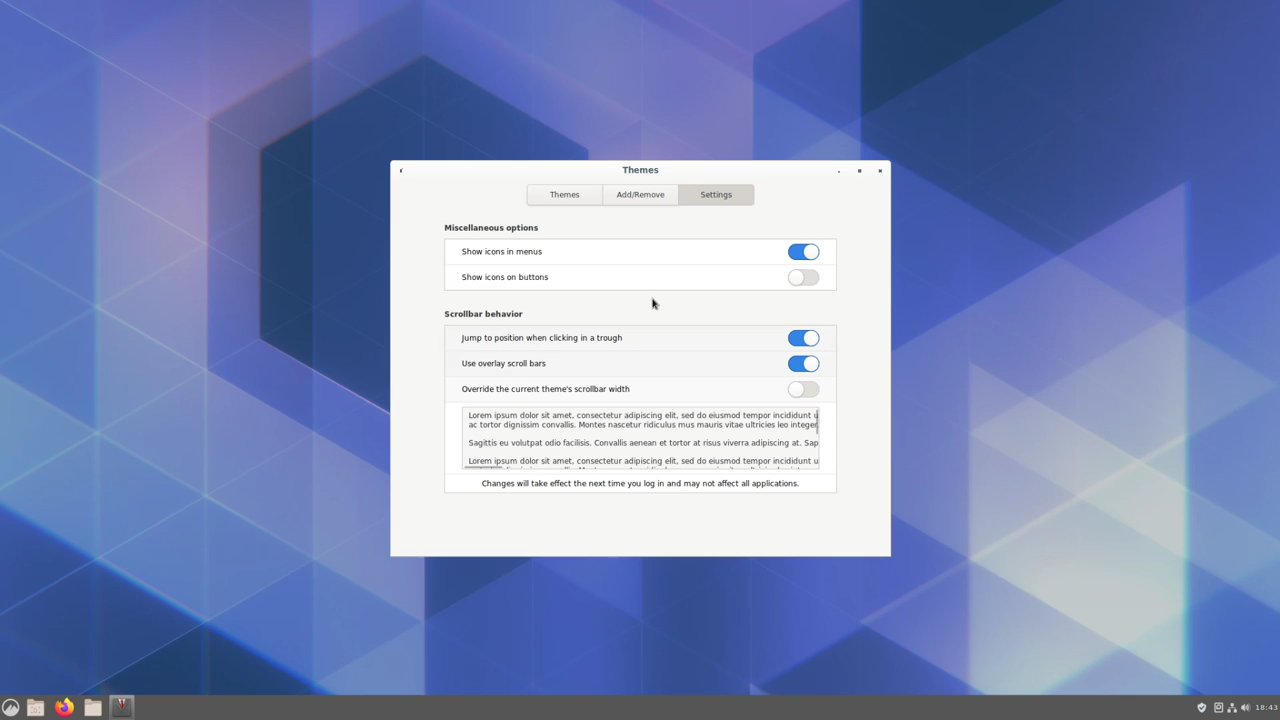 Themes
Themes
Add/Remove
Settings
Miscellaneous options
Show icons in menus
Show icons on buttons
Scrollbar behavior
Jump to position when clicking in a trough
Use overlay scroll bars
Override the current theme's scrollbar width
Lorem ipsum dolor sit amet, consectetur adipiscing elit, sed do eiusmod tempor incididunt u
ac tortor dignissim convallis. Montes nascetur ridiculus mus mauris vitae ultricies leo integer
Sagittis eu volutpat odio facilisis. Convallis aenean et tortor at risus viverra adipiscing at. Sap
Lorem ipsum dolor sit amet, consectetur adipiscing elit, sed do eiusmod tempor incididunt u
Changes will take effect the next time you log in and may not affect all applications.
18:43